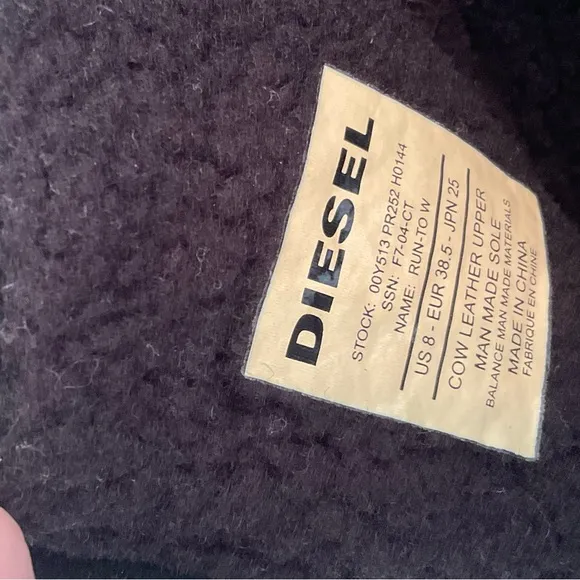 DIESEL
STOCK: 00Y513 PR252 H0144
SSN: F7-04-CT
NAME: RUN-TO W
US 8 - EUR 38.5 - JPN 25
COW LEATHER UPPER
MAN MADE SOLE
BALANCE MAN MADE MATERIALS
MADE IN CHINA
FABRIQUE EN CHINE